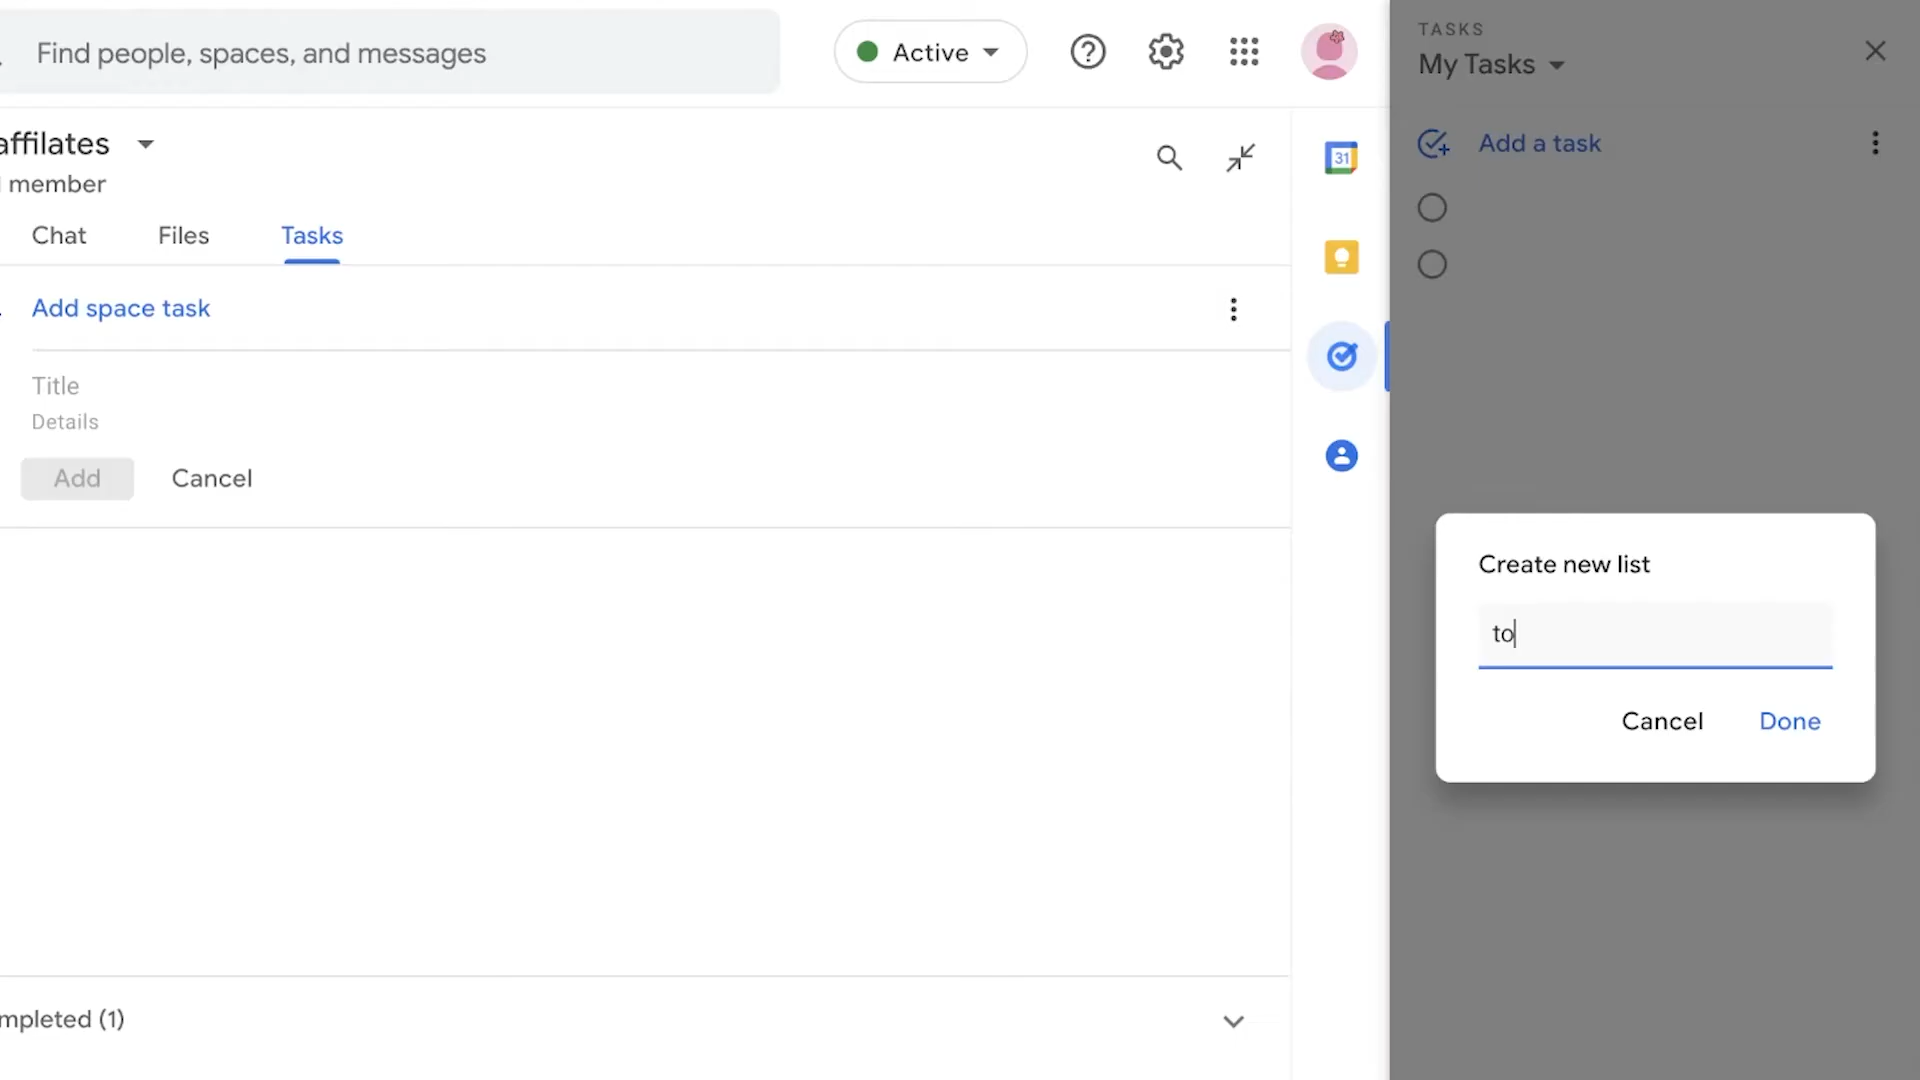 Find people, spaces, and messages
Active
affilates
member
Chat
Files
Tasks
Add space task
Title
Details
Add
Cancel
mpleted (1)
31
TASKS
My Tasks
Add a task
Create new list
to
Cancel
Done